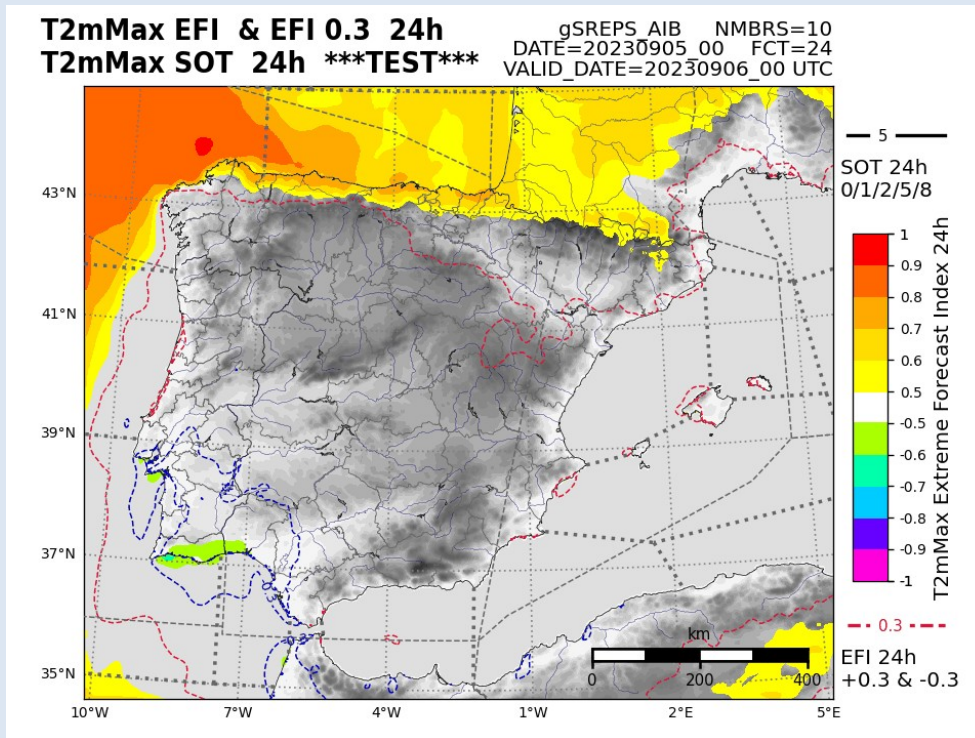 T2mMax EFI & EFI 0.3 24h
T2mMax SOT 24h ***TEST***
gSREPS_AIB NMBRS=10
DATE=20230905_00 FCT=24
VALID_DATE=20230906_00 UTC
43°N
41°N
39°N
37°N
35°N
10°W
7°W
4°W
1°W
2°E
5°E
km
0
200
400
5
SOT 24h
0/1/2/5/8
1
0.9
0.8
0.7
0.6
0.5
-0.5
-0.6
-0.7
-0.8
-0.9
-1
T2mMax Extreme Forecast Index 24h
0.3
EFI 24h
+0.3 & -0.3